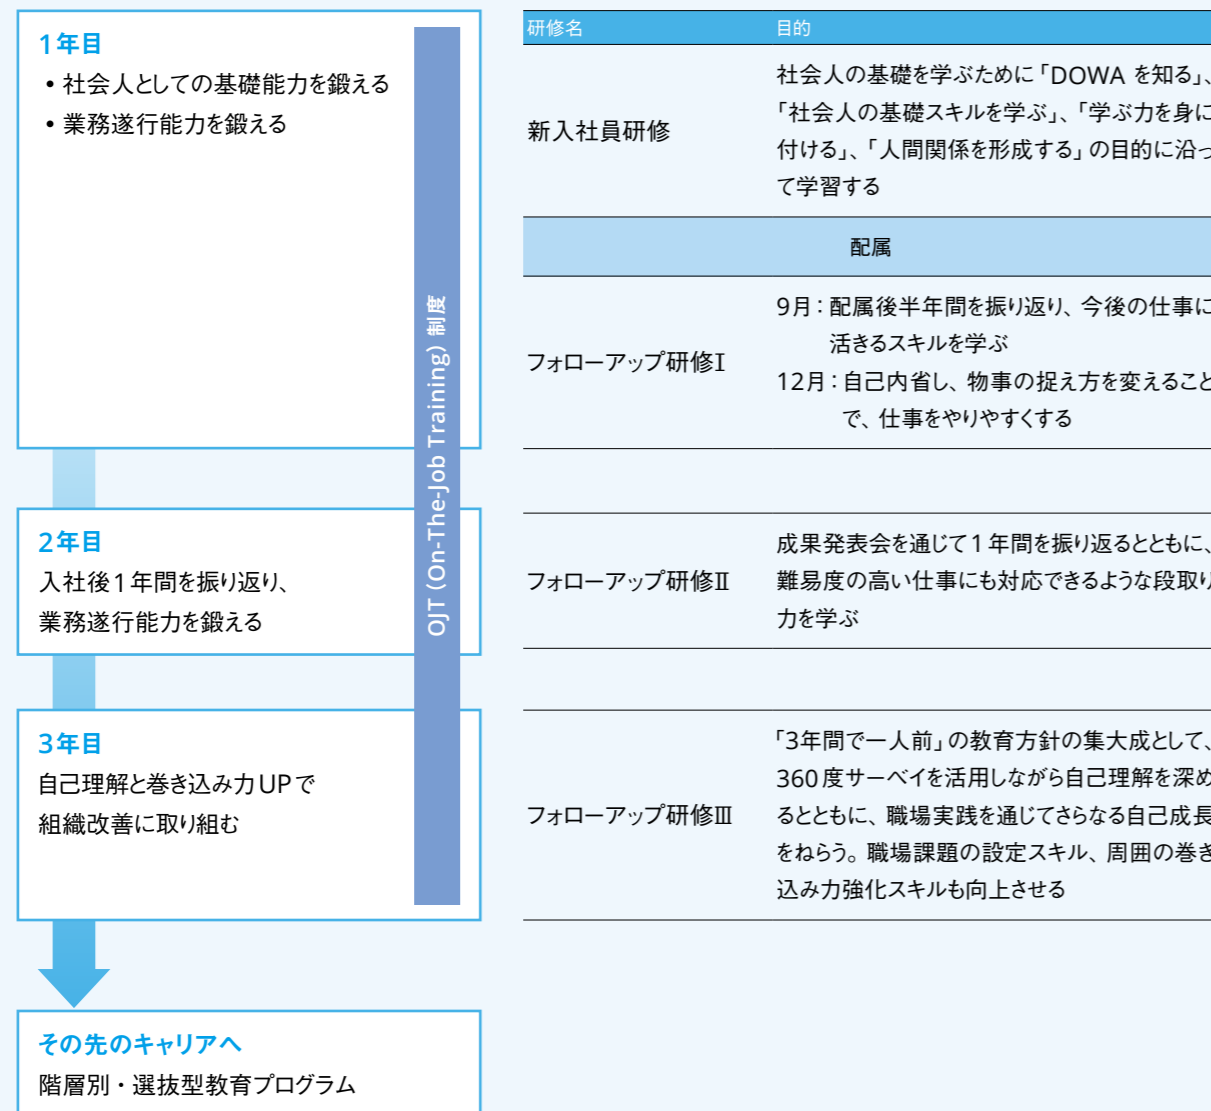 1年目
• 社会人としての基礎能力を鍛える
• 業務遂行能力を鍛える
OJT（On-The-Job Training）制度
2年目
入社後1年間を振り返り、
業務遂行能力を鍛える
3年目
自己理解と巻き込み力UPで
組織改善に取り組む
その先のキャリアへ
階層別・選抜型教育プログラム
研修名 目的
新入社員研修
社会人の基礎を学ぶために「DOWA を知る」、
「社会人の基礎スキルを学ぶ」、「学ぶ力を身に
付ける」、「人間関係を形成する」の目的に沿っ
て学習する
配属
フォローアップ研修Ⅰ
9月：配属後半年間を振り返り、今後の仕事に
活きるスキルを学ぶ
12月：自己内省し、物事の捉え方を変えること
で、仕事をやりやすくする
フォローアップ研修Ⅱ
成果発表会を通じて1年間を振り返るとともに、
難易度の高い仕事にも対応できるような段取り
力を学ぶ
フォローアップ研修Ⅲ
「3年間で一人前」の教育方針の集大成として、
360度サーベイを活用しながら自己理解を深め
るとともに、職場実践を通じてさらなる自己成長
をねらう。職場課題の設定スキル、周囲の巻き
込み力強化スキルも向上させる